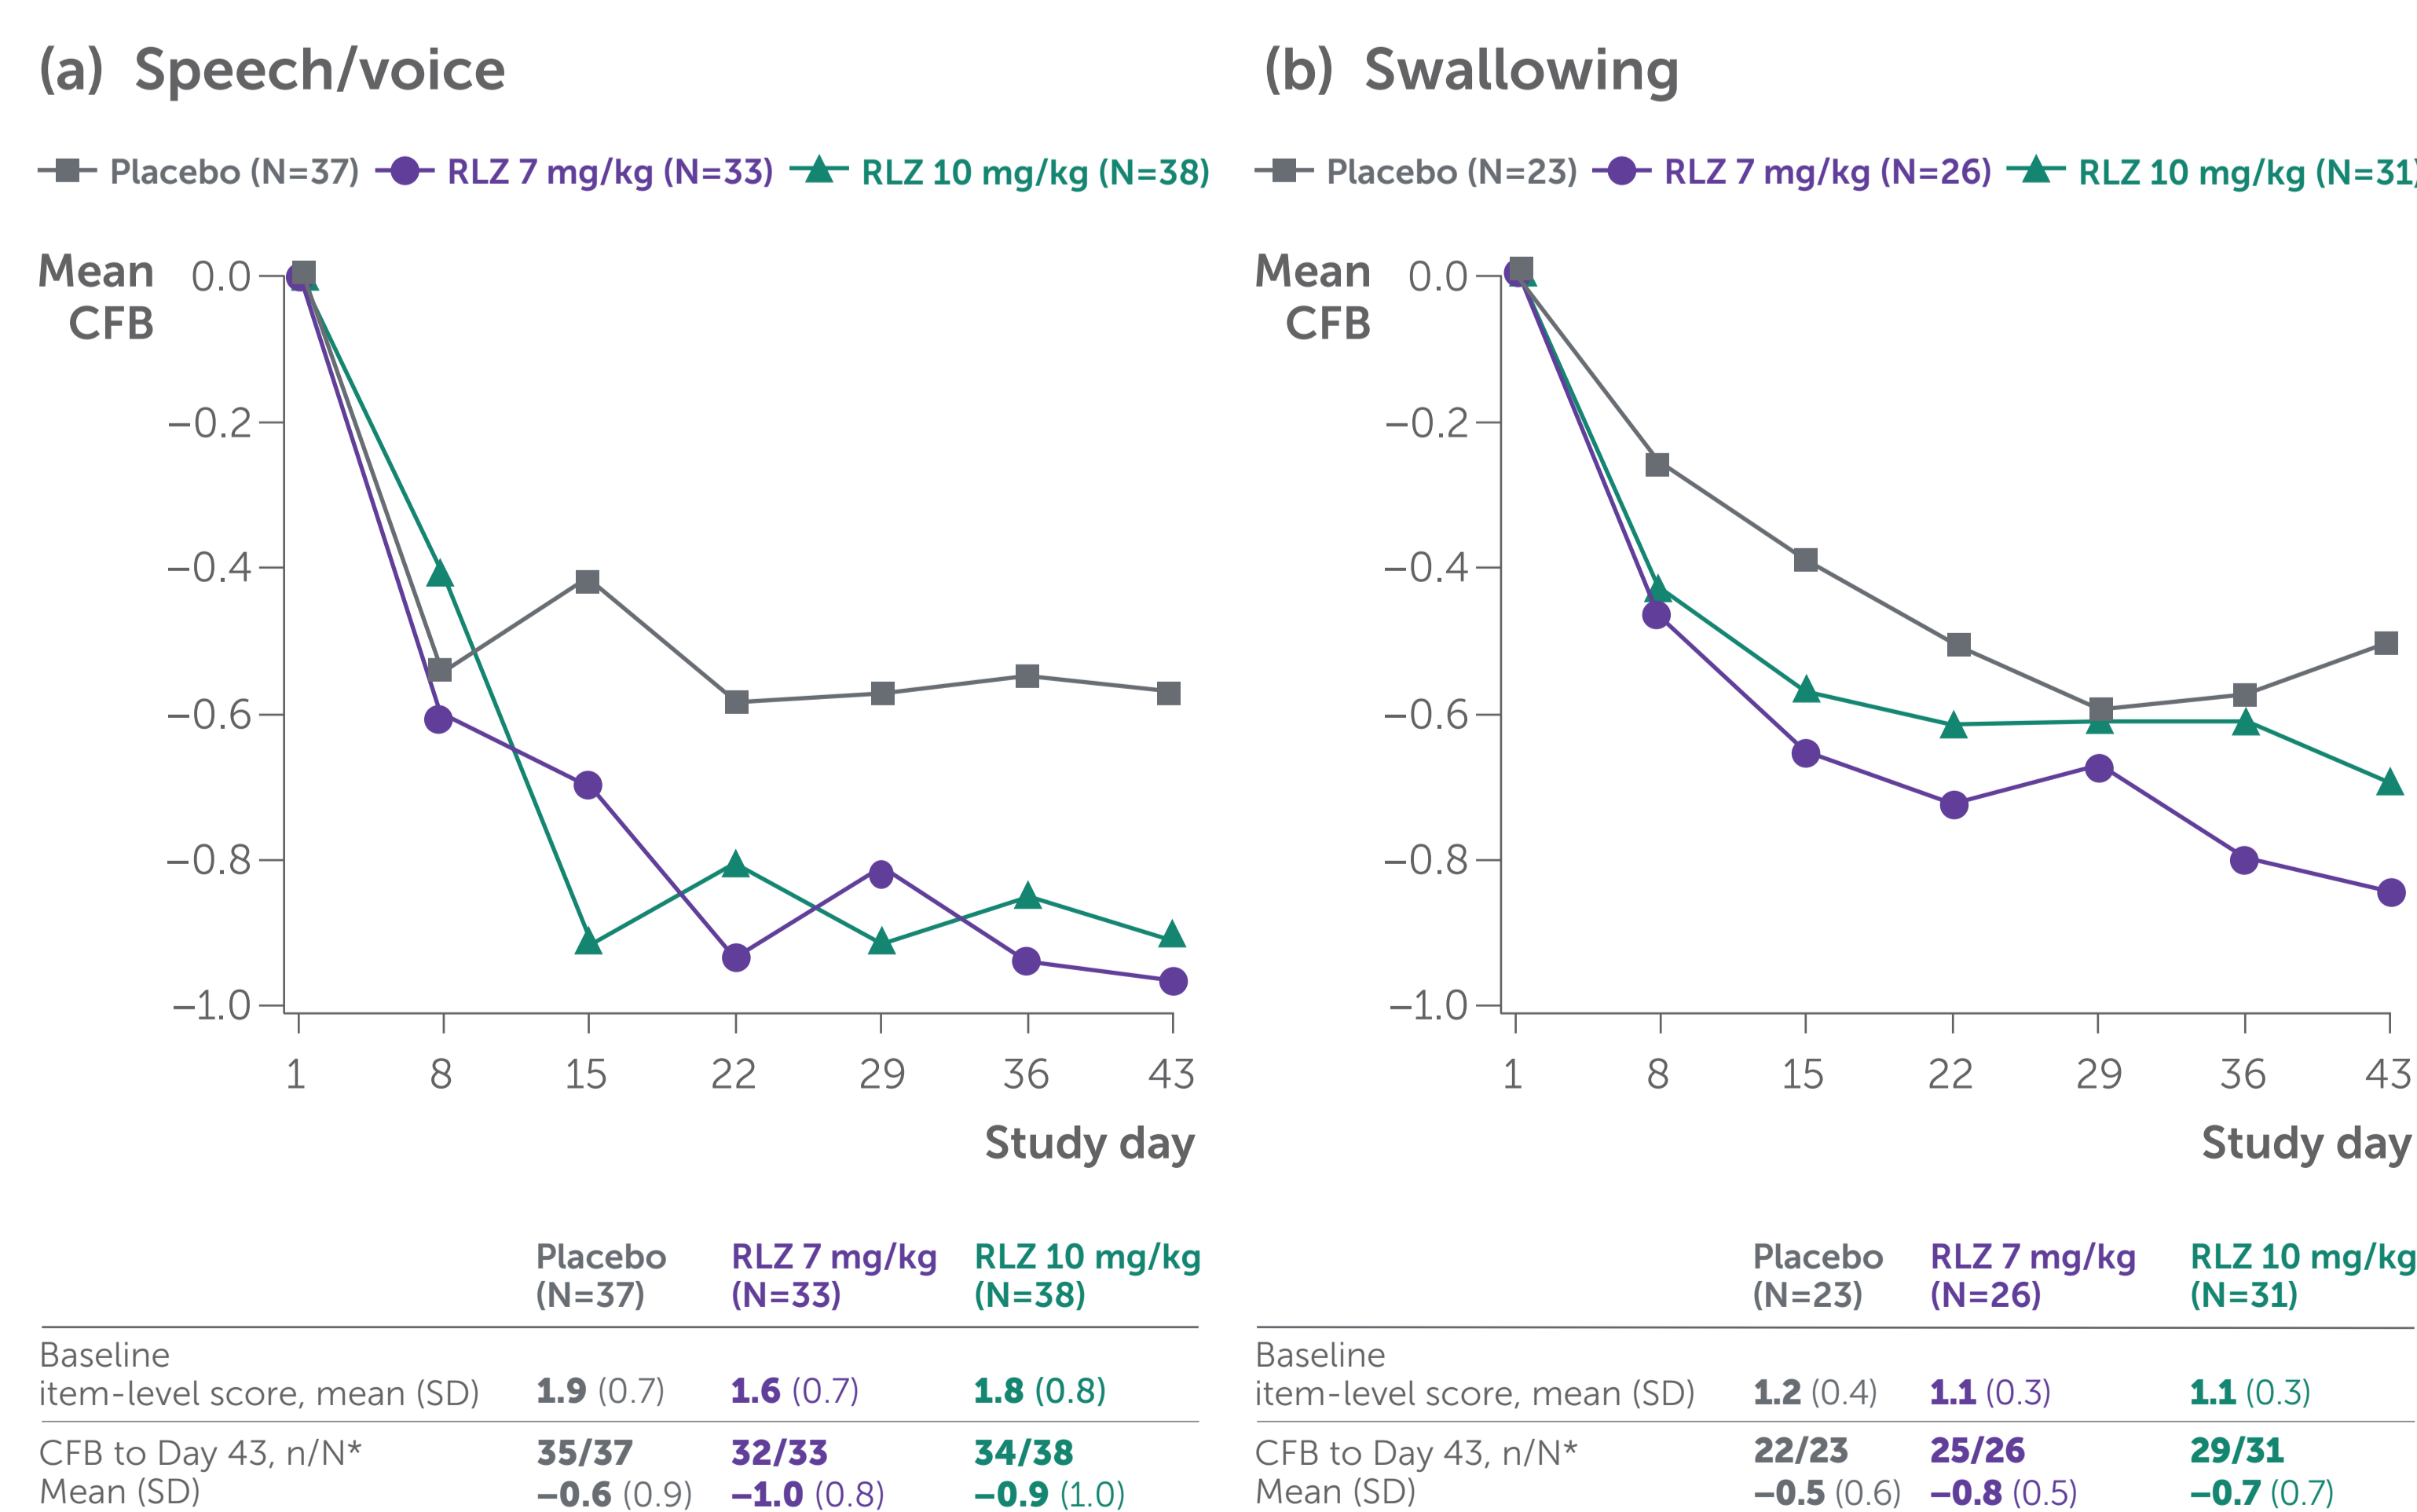 (a) Speech/voice
Placebo (N=37) RLZ 7 mg/kg (N=33) RLZ 10 mg/kg (N=38)
Mean
CFB
0.0
−0.2
−0.4
−0.6
−0.8
−1.0
1 8 15 22 29 36 43
Study day
Placebo RLZ 7 mg/kg RLZ 10 mg/kg
(N=37) (N=33) (N=38)
Baseline
item-level score, mean (SD) 1.9 (0.7) 1.6 (0.7) 1.8 (0.8)
CFB to Day 43, n/N* 35/37 32/33 34/38
Mean (SD) −0.6 (0.9) −1.0 (0.8) −0.9 (1.0)
(b) Swallowing
Placebo (N=23) RLZ 7 mg/kg (N=26) RLZ 10 mg/kg (N=31)
Mean
CFB
0.0
−0.2
−0.4
−0.6
−0.8
−1.0
1 8 15 22 29 36 43
Study day
Placebo RLZ 7 mg/kg RLZ 10 mg/kg
(N=23) (N=26) (N=31)
Baseline
item-level score, mean (SD) 1.2 (0.4) 1.1 (0.3) 1.1 (0.3)
CFB to Day 43, n/N* 22/23 25/26 29/31
Mean (SD) −0.5 (0.6) −0.8 (0.5) −0.7 (0.7)